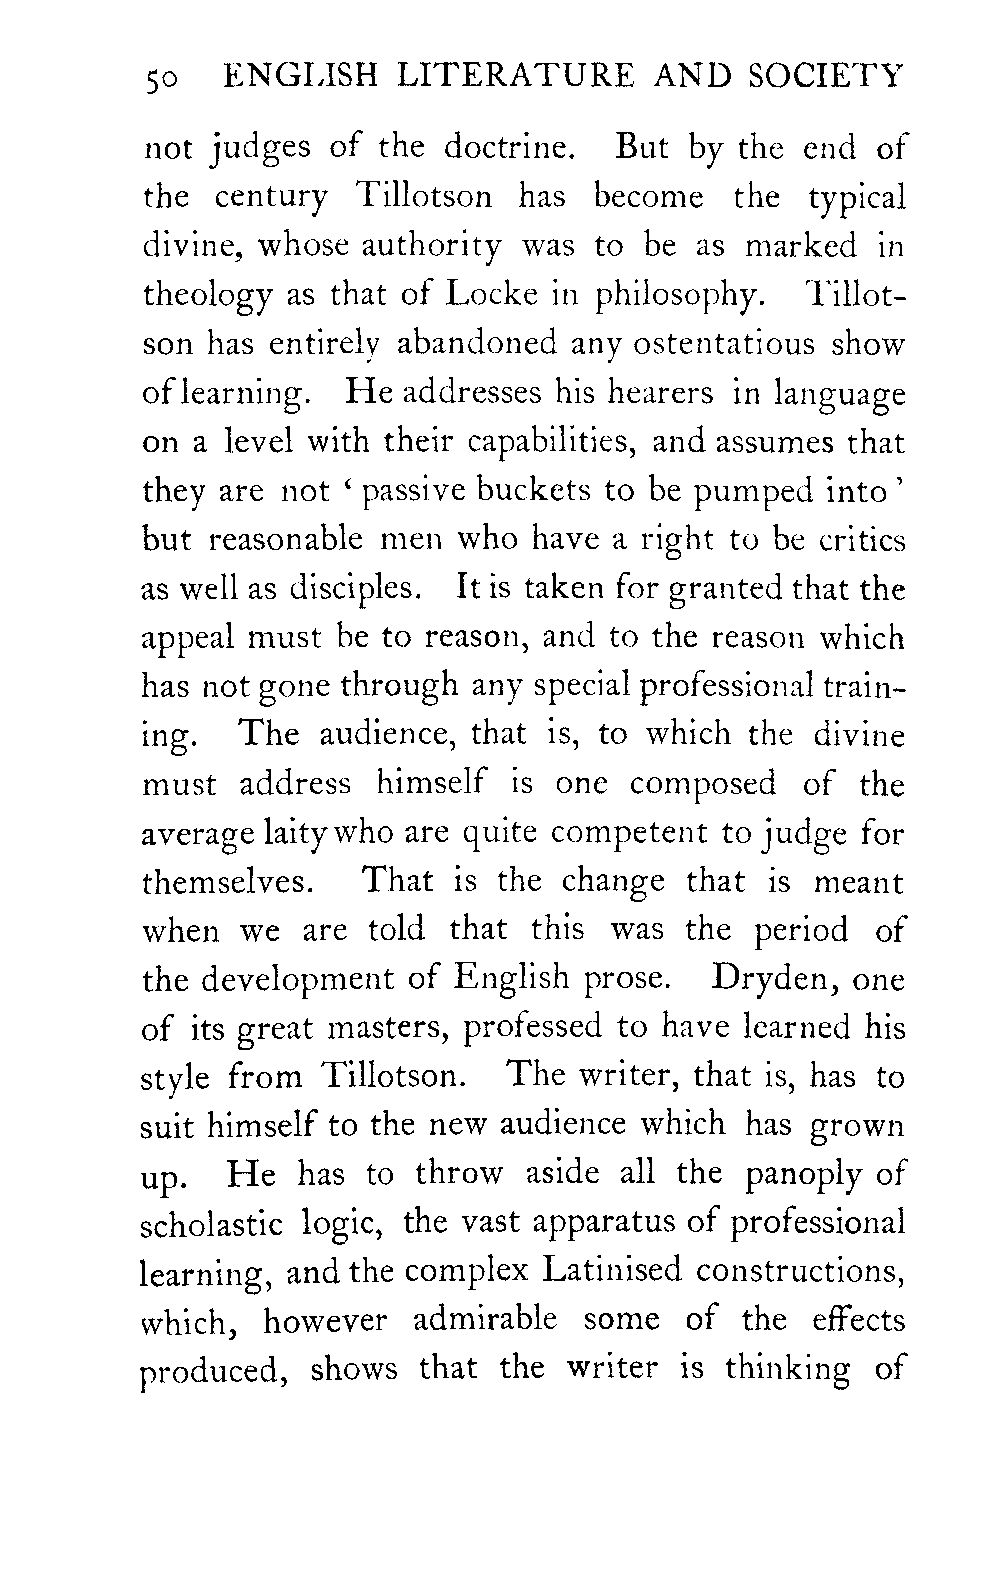 50 ENGLISH LITERATURE AND SOCIETY
not judges of the doctrine. But by the end of
the century Tillotson has become the typical
divine, whose authority was to be as marked in
theology as that of Locke in philosophy. Tillot-
son has entirely abandoned any ostentatious show
of learning. He addresses his hearers in language
on a level with their capabilities, and assumes that
they are not ‘ passive buckets to be pumped into ’
but reasonable men who have a right to be critics
as well as disciples. It is taken for granted that the
appeal must be to reason, and to the reason which
has not gone through any special professional train-
ing. The audience, that is, to which the divine
must address himself is one composed of the
average laity who are quite competent to judge for
themselves. That is the change that is meant
when we are told that this was the period of
the development of English prose. Dryden, one
of its great masters, professed to have learned his
style from Tillotson. The writer, that is, has to
suit himself to the new audience which has grown
up. He has to throw aside all the panoply of
scholastic logic, the vast apparatus of professional
learning, and the complex Latinised constructions,
which, however admirable some of the effects
produced, shows that the writer is thinking of